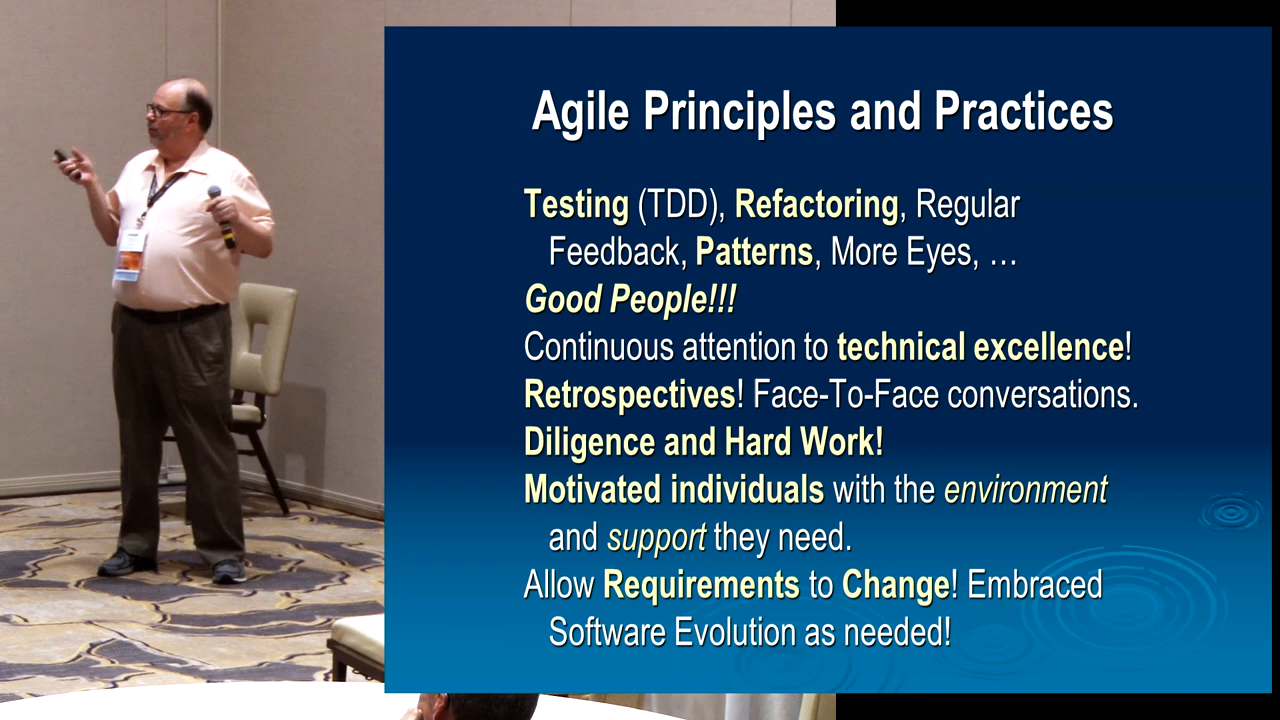 Agile Principles and Practices
Testing (TDD), Refactoring, Regular
Feedback, Patterns, More Eyes, …
Good People!!!
Continuous attention to technical excellence!
Retrospectives! Face-To-Face conversations.
Diligence and Hard Work!
Motivated individuals with the environment
and support they need.
Allow Requirements to Change! Embraced
Software Evolution as needed!